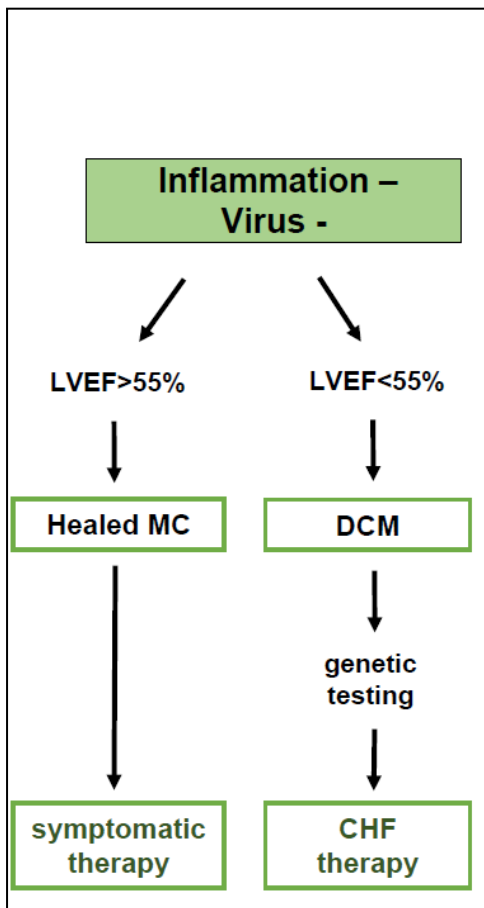 Inflammation –
Virus -
LVEF>55%
LVEF<55%
Healed MC
DCM
genetic
testing
symptomatic
therapy
CHF
therapy